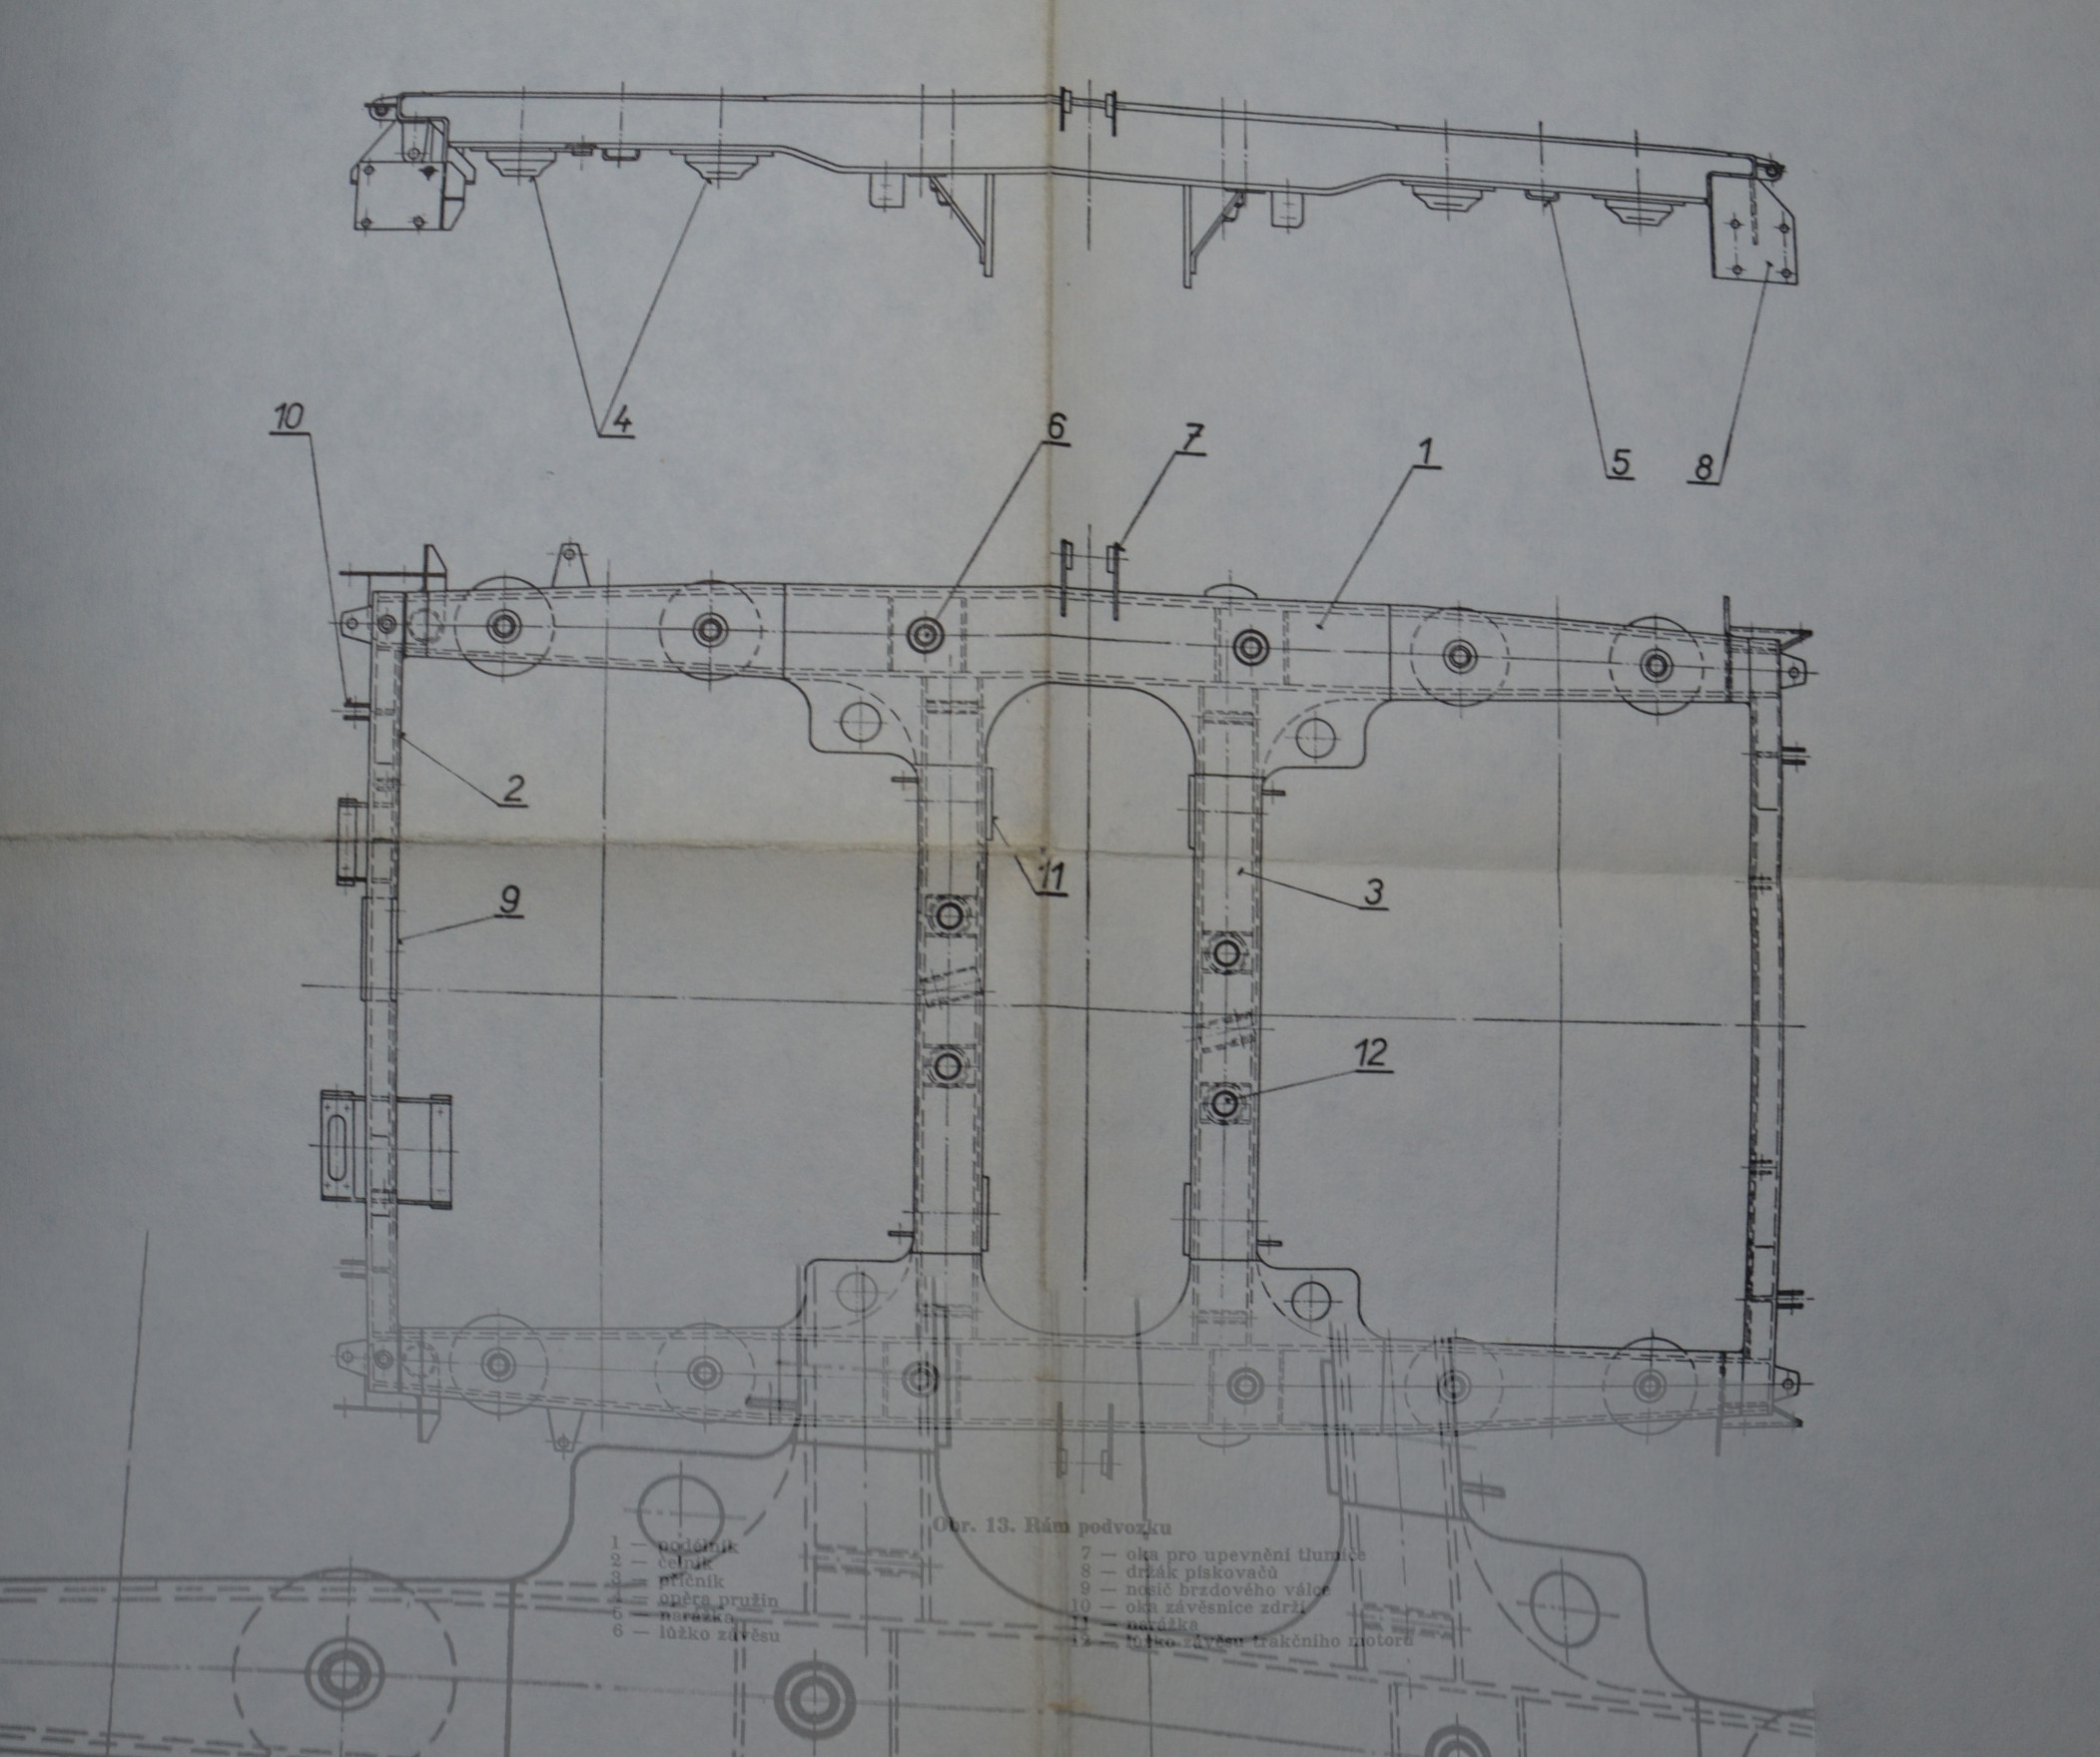 10
4
6
7
1
5
8
2
9
11
3
12
Obr. 13. Rám podvozku
1 — podélník
2 — čelník
3 — příčník
4 — opěra pružin
5 — narážka
6 — lůžko závěsu
7 — oka pro upevnění tlumiče
8 — držák pískovačů
9 — nosič brzdového válce
10 — oka závěsnice zdrží
11 — narážka
12 — lůžko závěsu trakčního motoru